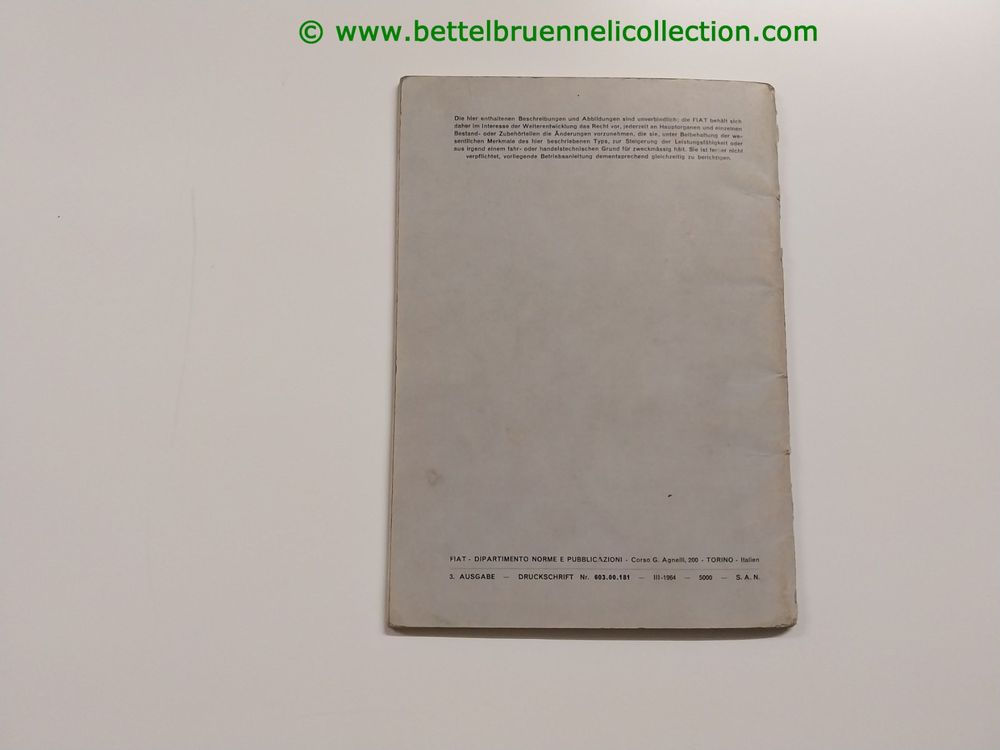 © www.bettelbruennelicollection.com
Die hier enthaltenen Beschreibungen und Abbildungen sind unverbindlich; die FIAT behält sich
daher im Interesse der Weiterentwicklung das Recht vor, jederzeit an Hauptorganen und einzelnen
Bestand- oder Zubehörteilen die Änderungen vorzunehmen, die sie, unter Beibehaltung der we-
sentlichen Merkmale des hier beschriebenen Typs, zur Steigerung der Leistungsfähigkeit oder
aus irgend einem fahr- oder handelstechnischen Grund für zweckmässig hält. Sie ist ferner nicht
verpflichtet, vorliegende Betriebsanleitung dementsprechend gleichzeitig zu berichtigen.
FIAT - DIPARTIMENTO NORME E PUBBLICAZIONI - Corso G. Agnelli, 200 - TORINO - Italien
3. AUSGABE — DRUCKSCHRIFT Nr. 603.00.181 — III-1964 — 5000 — S. A. N.